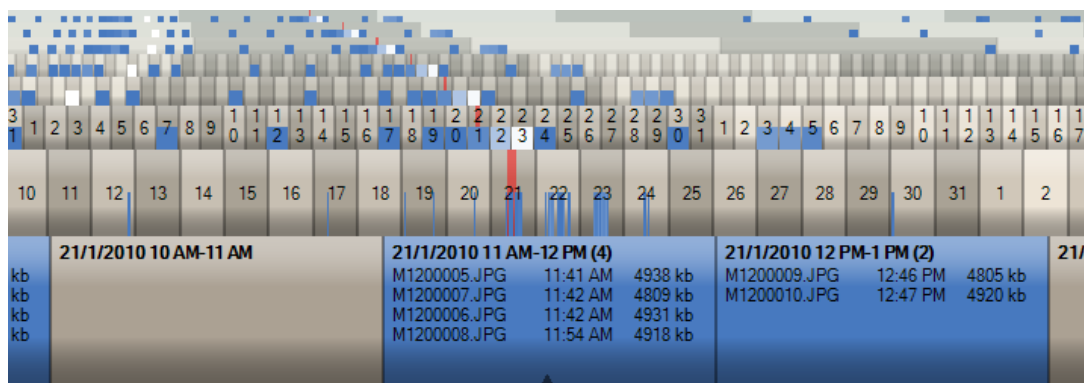 31 1 2 3 4 5 6 7 8 9 10 11 12 13 14 15 16 17 18 19 20 21 22 23 24 25 26 27 28 29 30 31 1 2 3 4 5 6 7 8 9 10 11 12 13 14 15 16 17
10 11 12 13 14 15 16 17 18 19 20 21 22 23 24 25 26 27 28 29 30 31 1 2
21/1/2010 10 AM-11 AM
kb
kb
kb
kb
21/1/2010 11 AM-12 PM (4)
M1200005.JPG 11:41 AM 4938 kb
M1200007.JPG 11:42 AM 4809 kb
M1200006.JPG 11:42 AM 4931 kb
M1200008.JPG 11:54 AM 4918 kb
21/1/2010 12 PM-1 PM (2)
M1200009.JPG 12:46 PM 4805 kb
M1200010.JPG 12:47 PM 4920 kb
21/